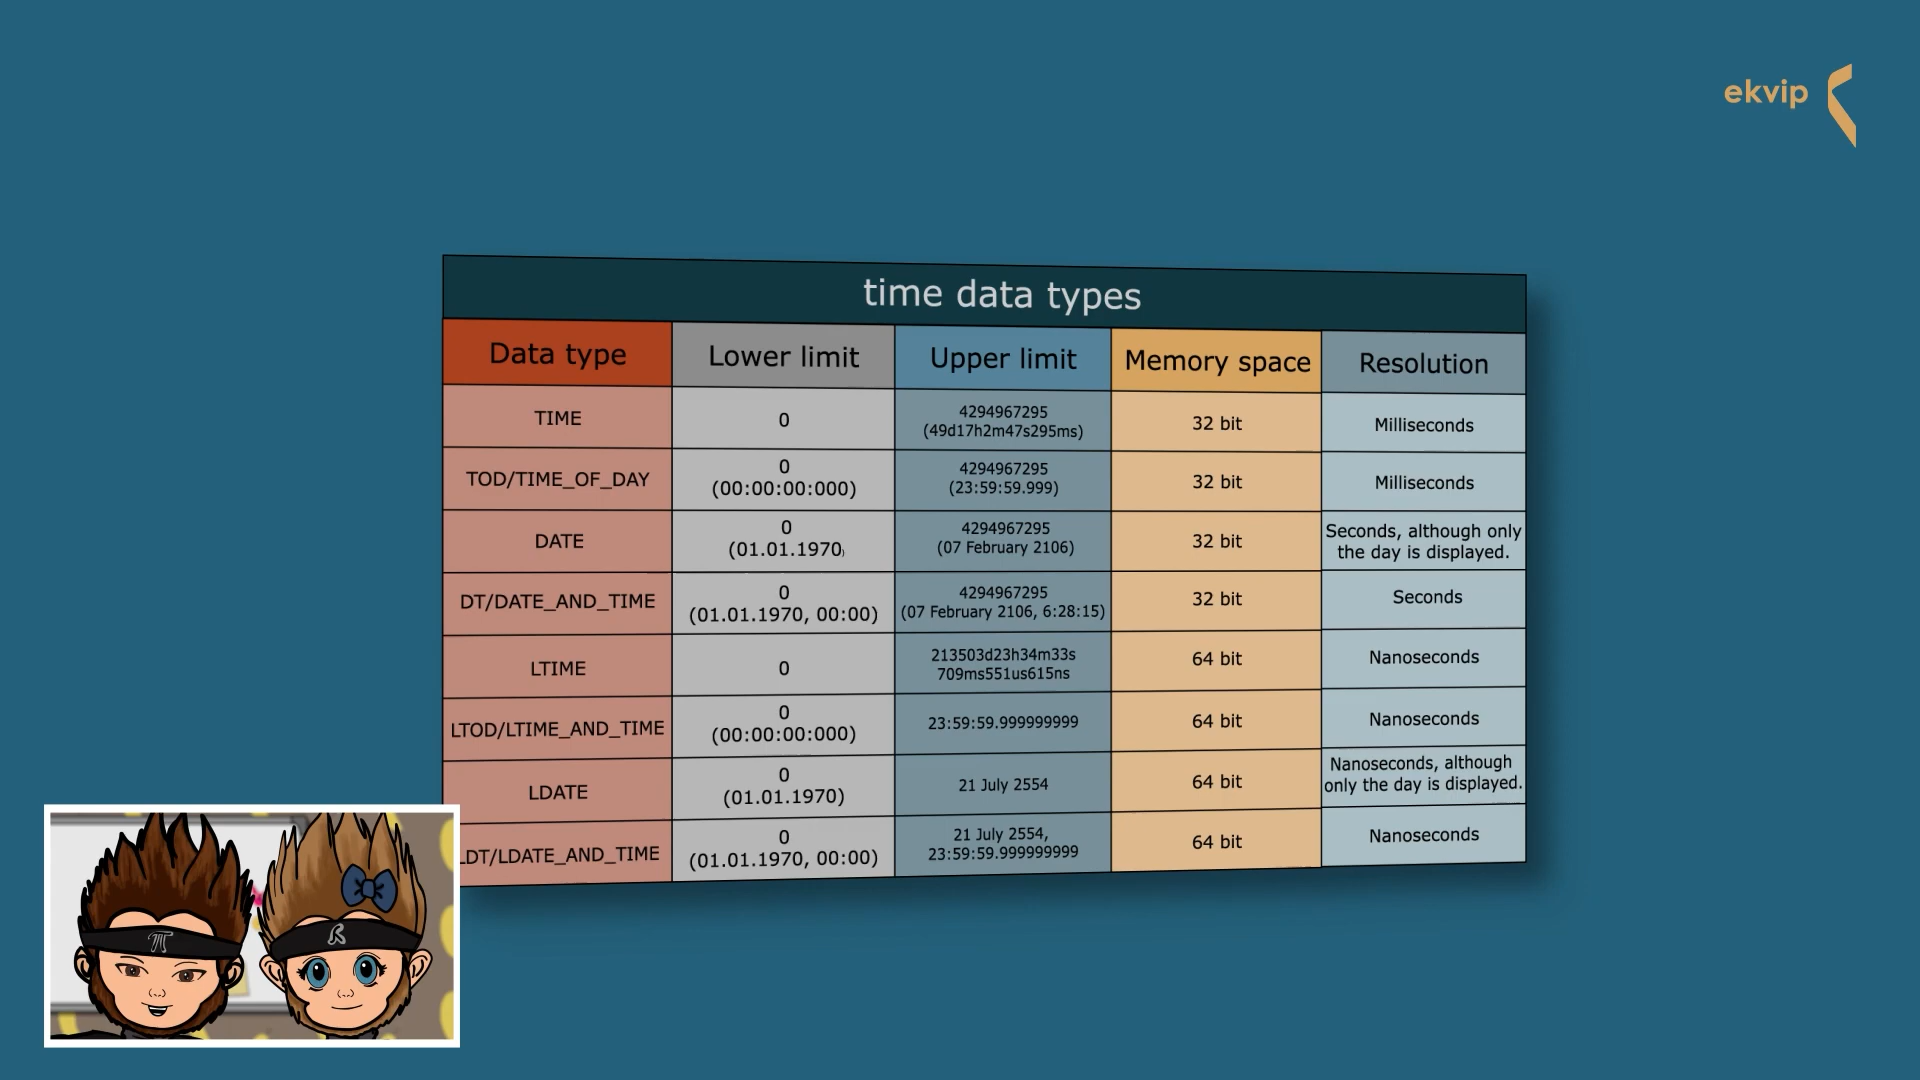 ekvip
time data types
Data type Lower limit Upper limit Memory space Resolution
TIME 0 4294967295 32 bit Milliseconds
(49d17h2m47s295ms)
TOD/TIME_OF_DAY 0 4294967295 32 bit Milliseconds
(00:00:00:000) (23:59:59.999)
DATE 0 4294967295 32 bit Seconds, although only
(01.01.1970) (07 February 2106) the day is displayed.
DT/DATE_AND_TIME 0 4294967295 32 bit Seconds
(01.01.1970, 00:00) (07 February 2106, 6:28:15)
LTIME 0 213503d23h34m33s 64 bit Nanoseconds
709ms551us615ns
LTOD/LTIME_AND_TIME 0 23:59:59.999999999 64 bit Nanoseconds
(00:00:00:000)
LDATE 0 21 July 2554 64 bit Nanoseconds, although
(01.01.1970) only the day is displayed.
LDT/LDATE_AND_TIME 0 21 July 2554, 64 bit Nanoseconds
(01.01.1970, 00:00) 23:59:59.999999999
π ß